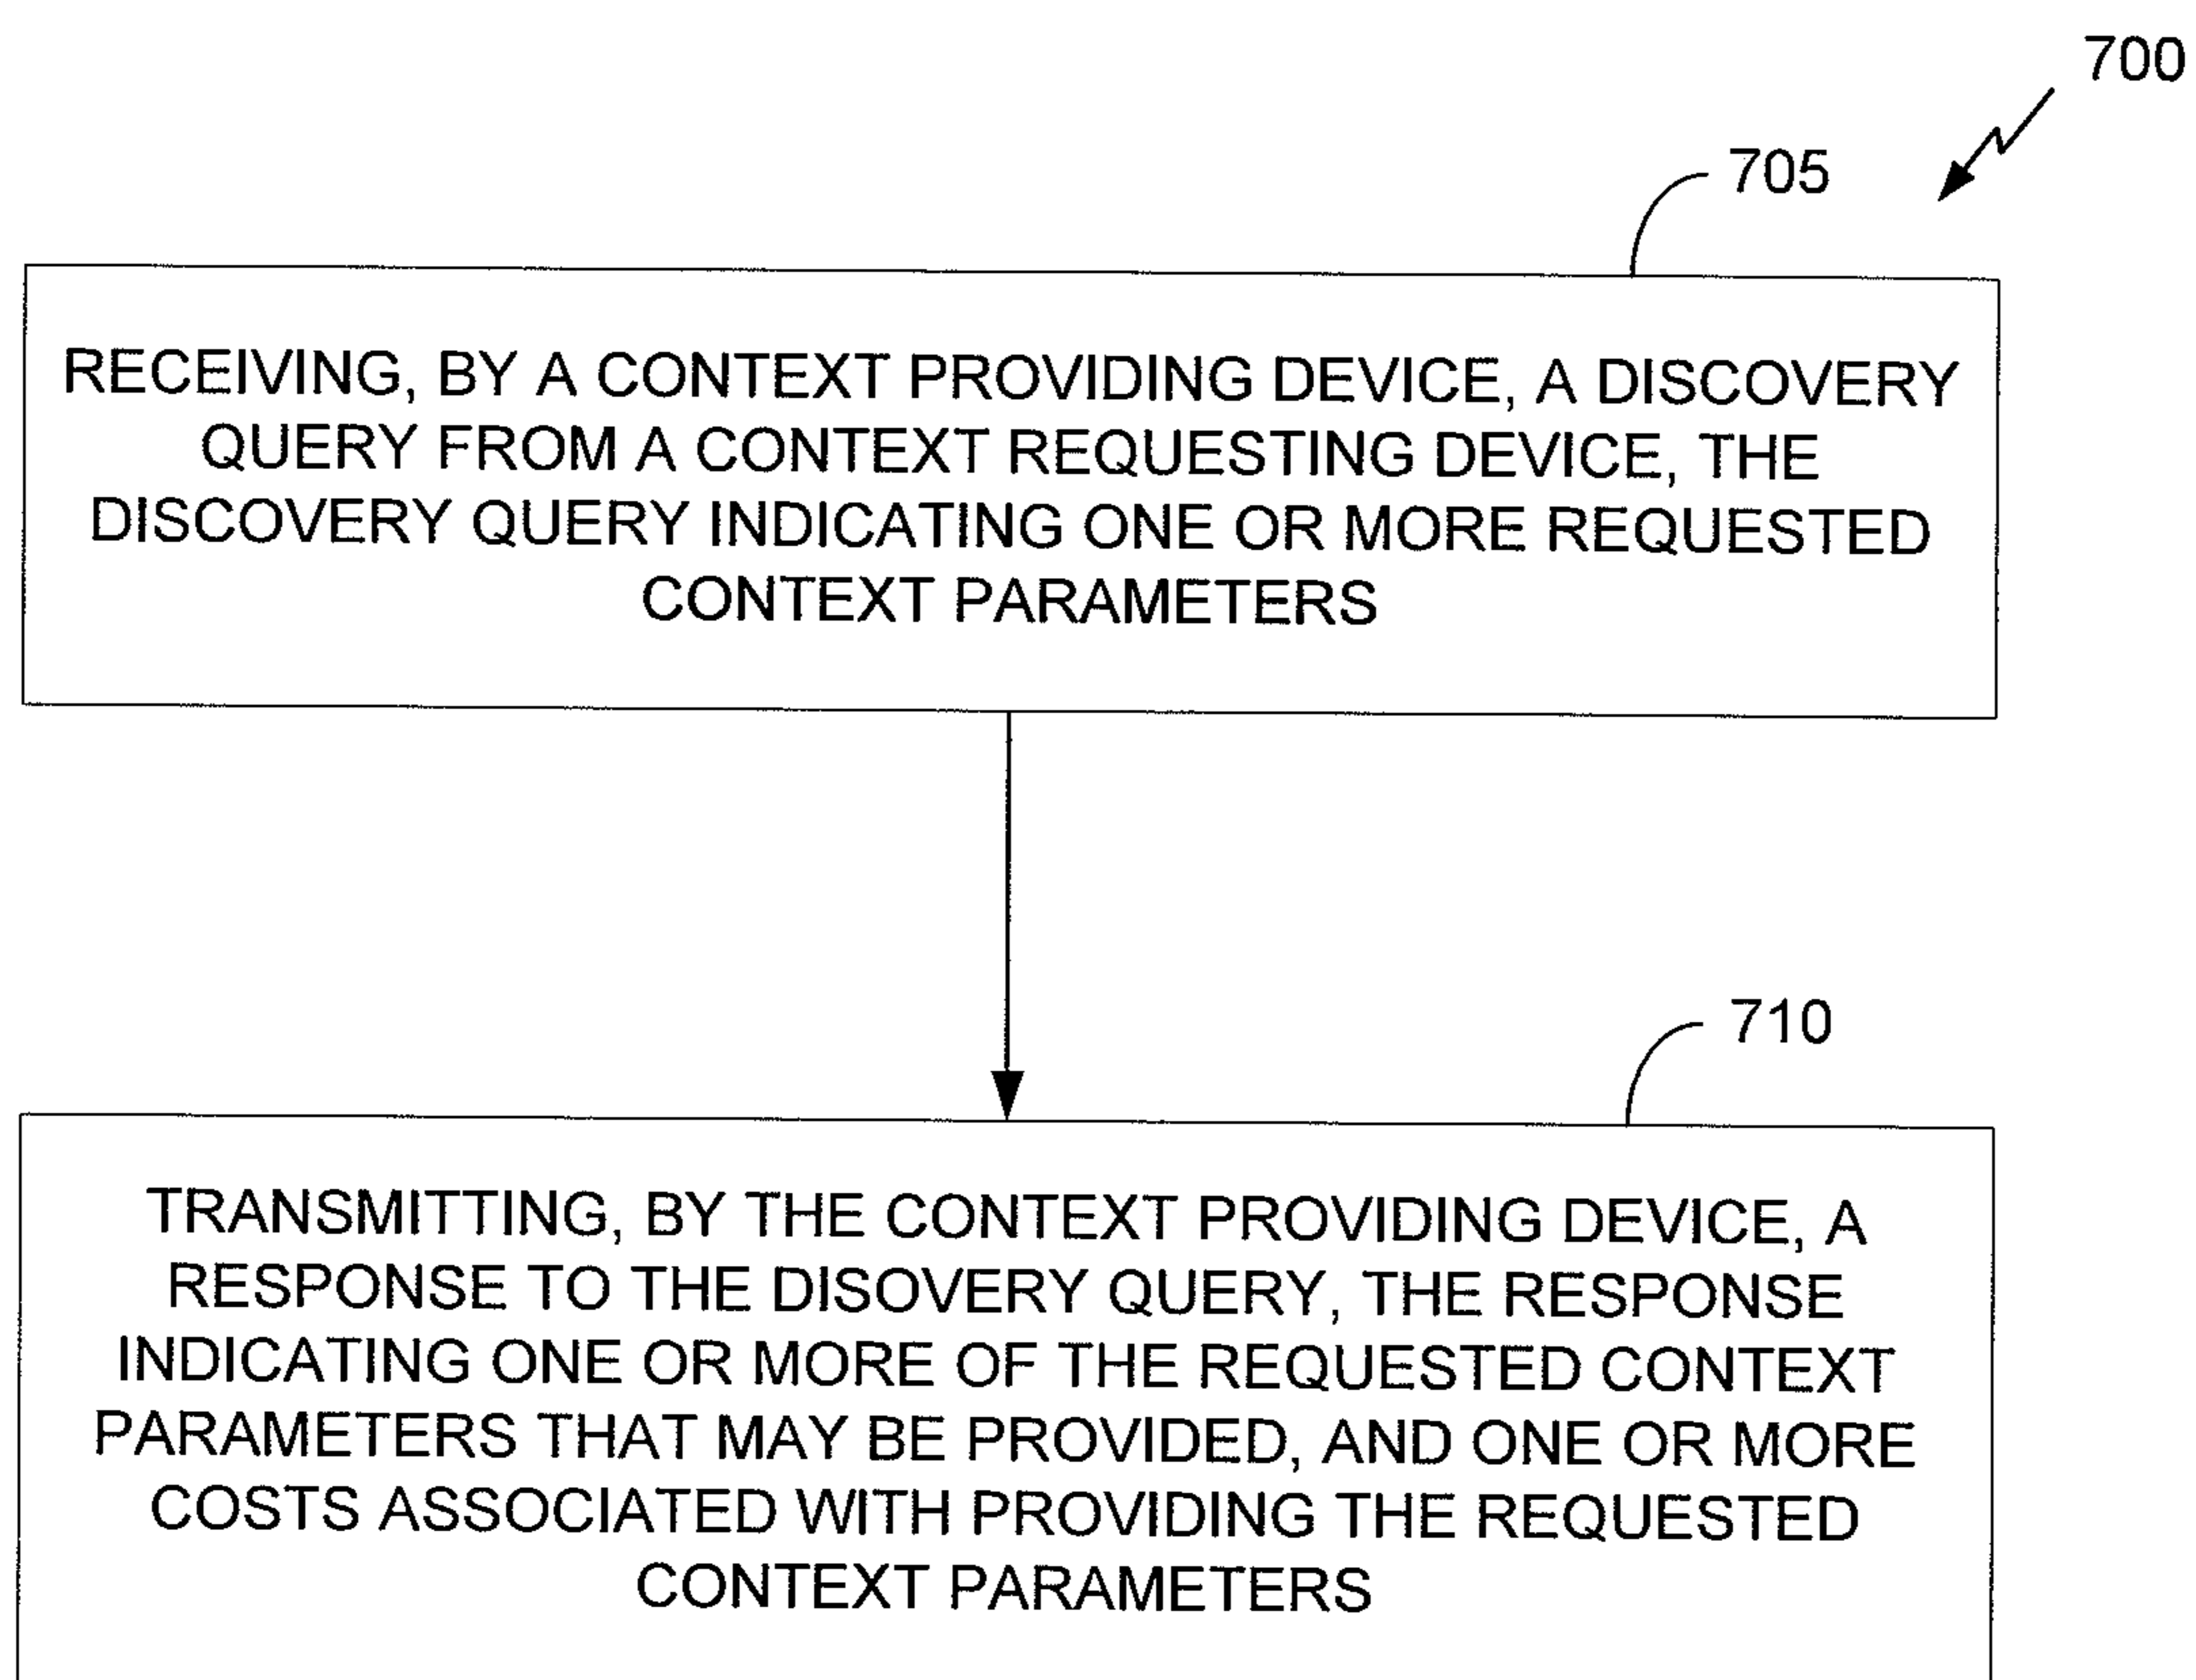 700
705
RECEIVING, BY A CONTEXT PROVIDING DEVICE, A DISCOVERY
QUERY FROM A CONTEXT REQUESTING DEVICE, THE
DISCOVERY QUERY INDICATING ONE OR MORE REQUESTED
CONTEXT PARAMETERS
710
TRANSMITTING, BY THE CONTEXT PROVIDING DEVICE, A
RESPONSE TO THE DISOVERY QUERY, THE RESPONSE
INDICATING ONE OR MORE OF THE REQUESTED CONTEXT
PARAMETERS THAT MAY BE PROVIDED, AND ONE OR MORE
COSTS ASSOCIATED WITH PROVIDING THE REQUESTED
CONTEXT PARAMETERS